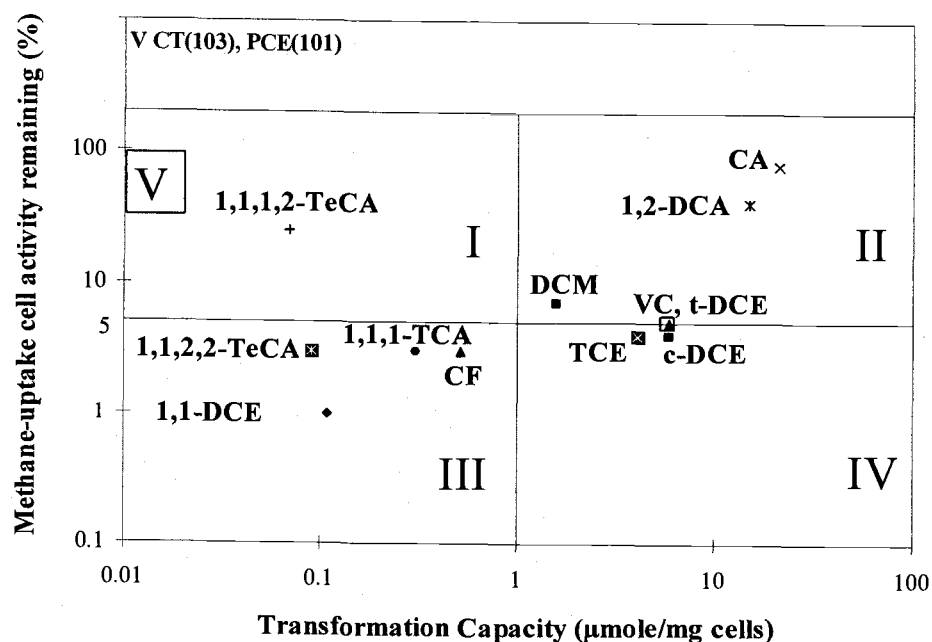 Methane-uptake cell activity remaining (%)
V CT(103), PCE(101)
100
V
CA
1,1,1,2-TeCA
1,2-DCA
I
II
10
DCM
VC, t-DCE
5
1,1,1-TCA
1,1,2,2-TeCA
TCE
c-DCE
CF
1,1-DCE
1
III
IV
0.1
0.01
0.1
1
10
100
Transformation Capacity (μmole/mg cells)